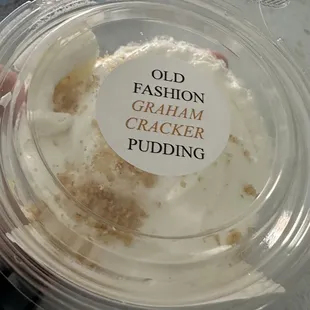 OLD
FASHION
GRAHAM
CRACKER
PUDDING